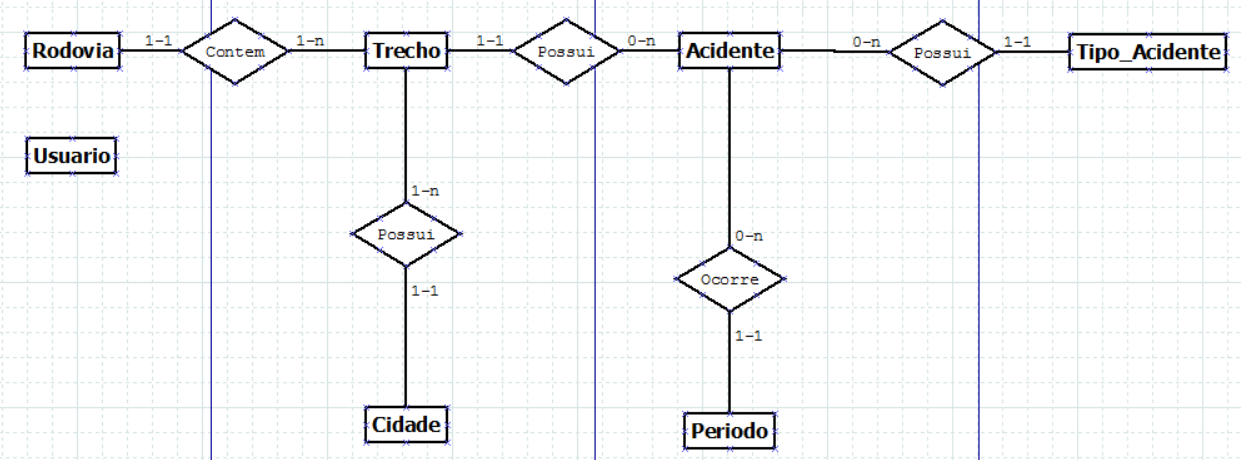 Rodovia 1-1 Contem 1-n Trecho 1-1 Possui 0-n Acidente 0-n Possui 1-1 Tipo_Acidente
Usuario
1-n
Possui
1-1
Cidade
0-n
Ocorre
1-1
Periodo